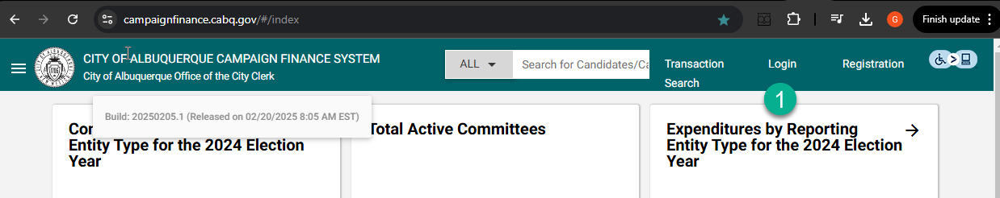 campaignfinance.cabq.gov/#/index
G
Finish update
CITY OF ALBUQUERQUE CAMPAIGN FINANCE SYSTEM
City of Albuquerque Office of the City Clerk
ALL
Search for Candidates/Ca
Transaction
Search
Login
Registration
1
Build: 20250205.1 (Released on 02/20/2025 8:05 AM EST)
Con
Entity Type for the 2024 Election
Year
Total Active Committees
Expenditures by Reporting
Entity Type for the 2024 Election
Year